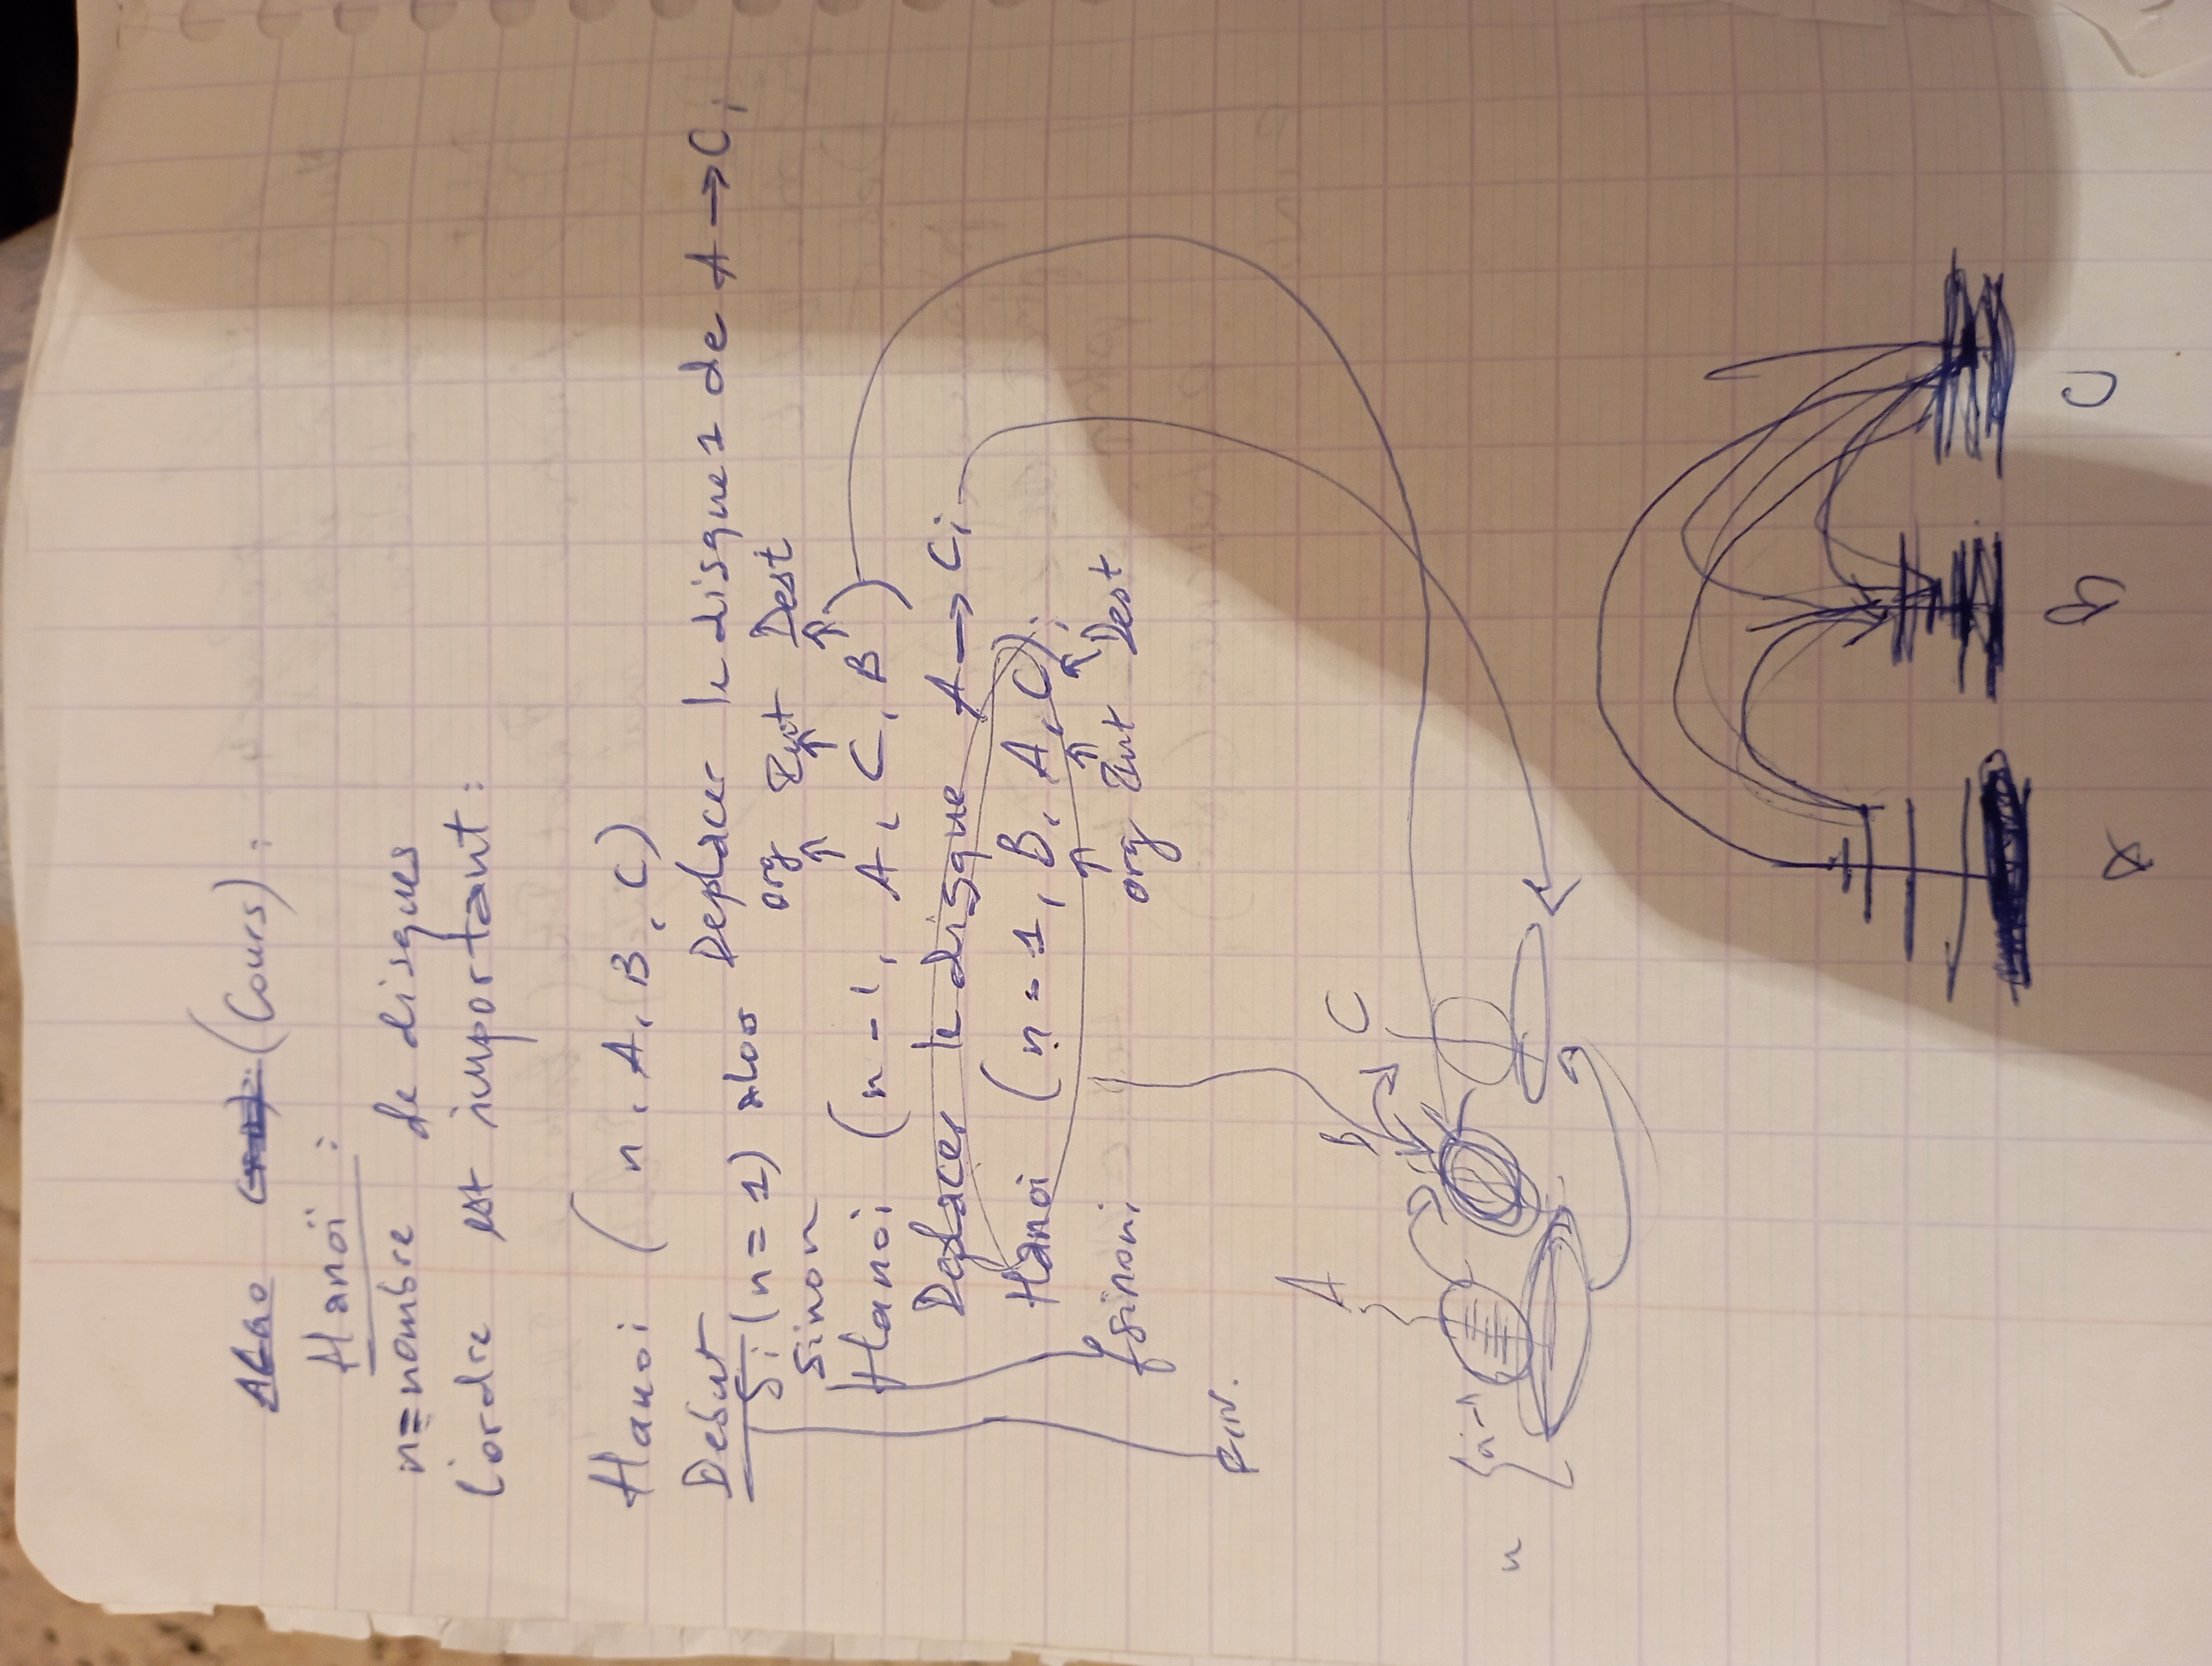 ALGO (Cours) :
Hanoï :
n=nombre de disques
l'ordre est important :
Hanoi ( n, A, B, C)
Debut
Si (n = 1) alos Deplacer le disque 1 de A → C;
sinon
org Int Dest
Hanoi (n - 1, A, C, B)
Deplacer le disque A → C;
Hanoi (n - 1, B, A, C);
org Int Dest
fsinon;
FIN.
A B C
n { n-1
A B C